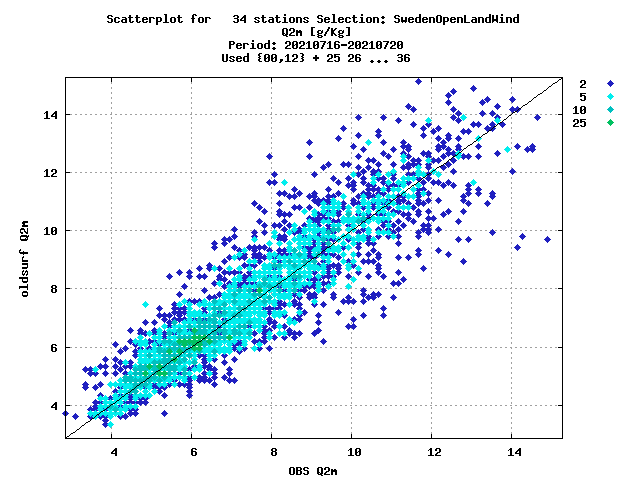 Scatterplot for   34 stations Selection: SwedenOpenLandWind
Q2m [g/Kg]
Period: 20210716-20210720
Used {00,12} + 25 26 ... 36
2
5
10
25
14
12
10
8
6
4
oldsurf Q2m
4 6 8 10 12 14
OBS Q2m